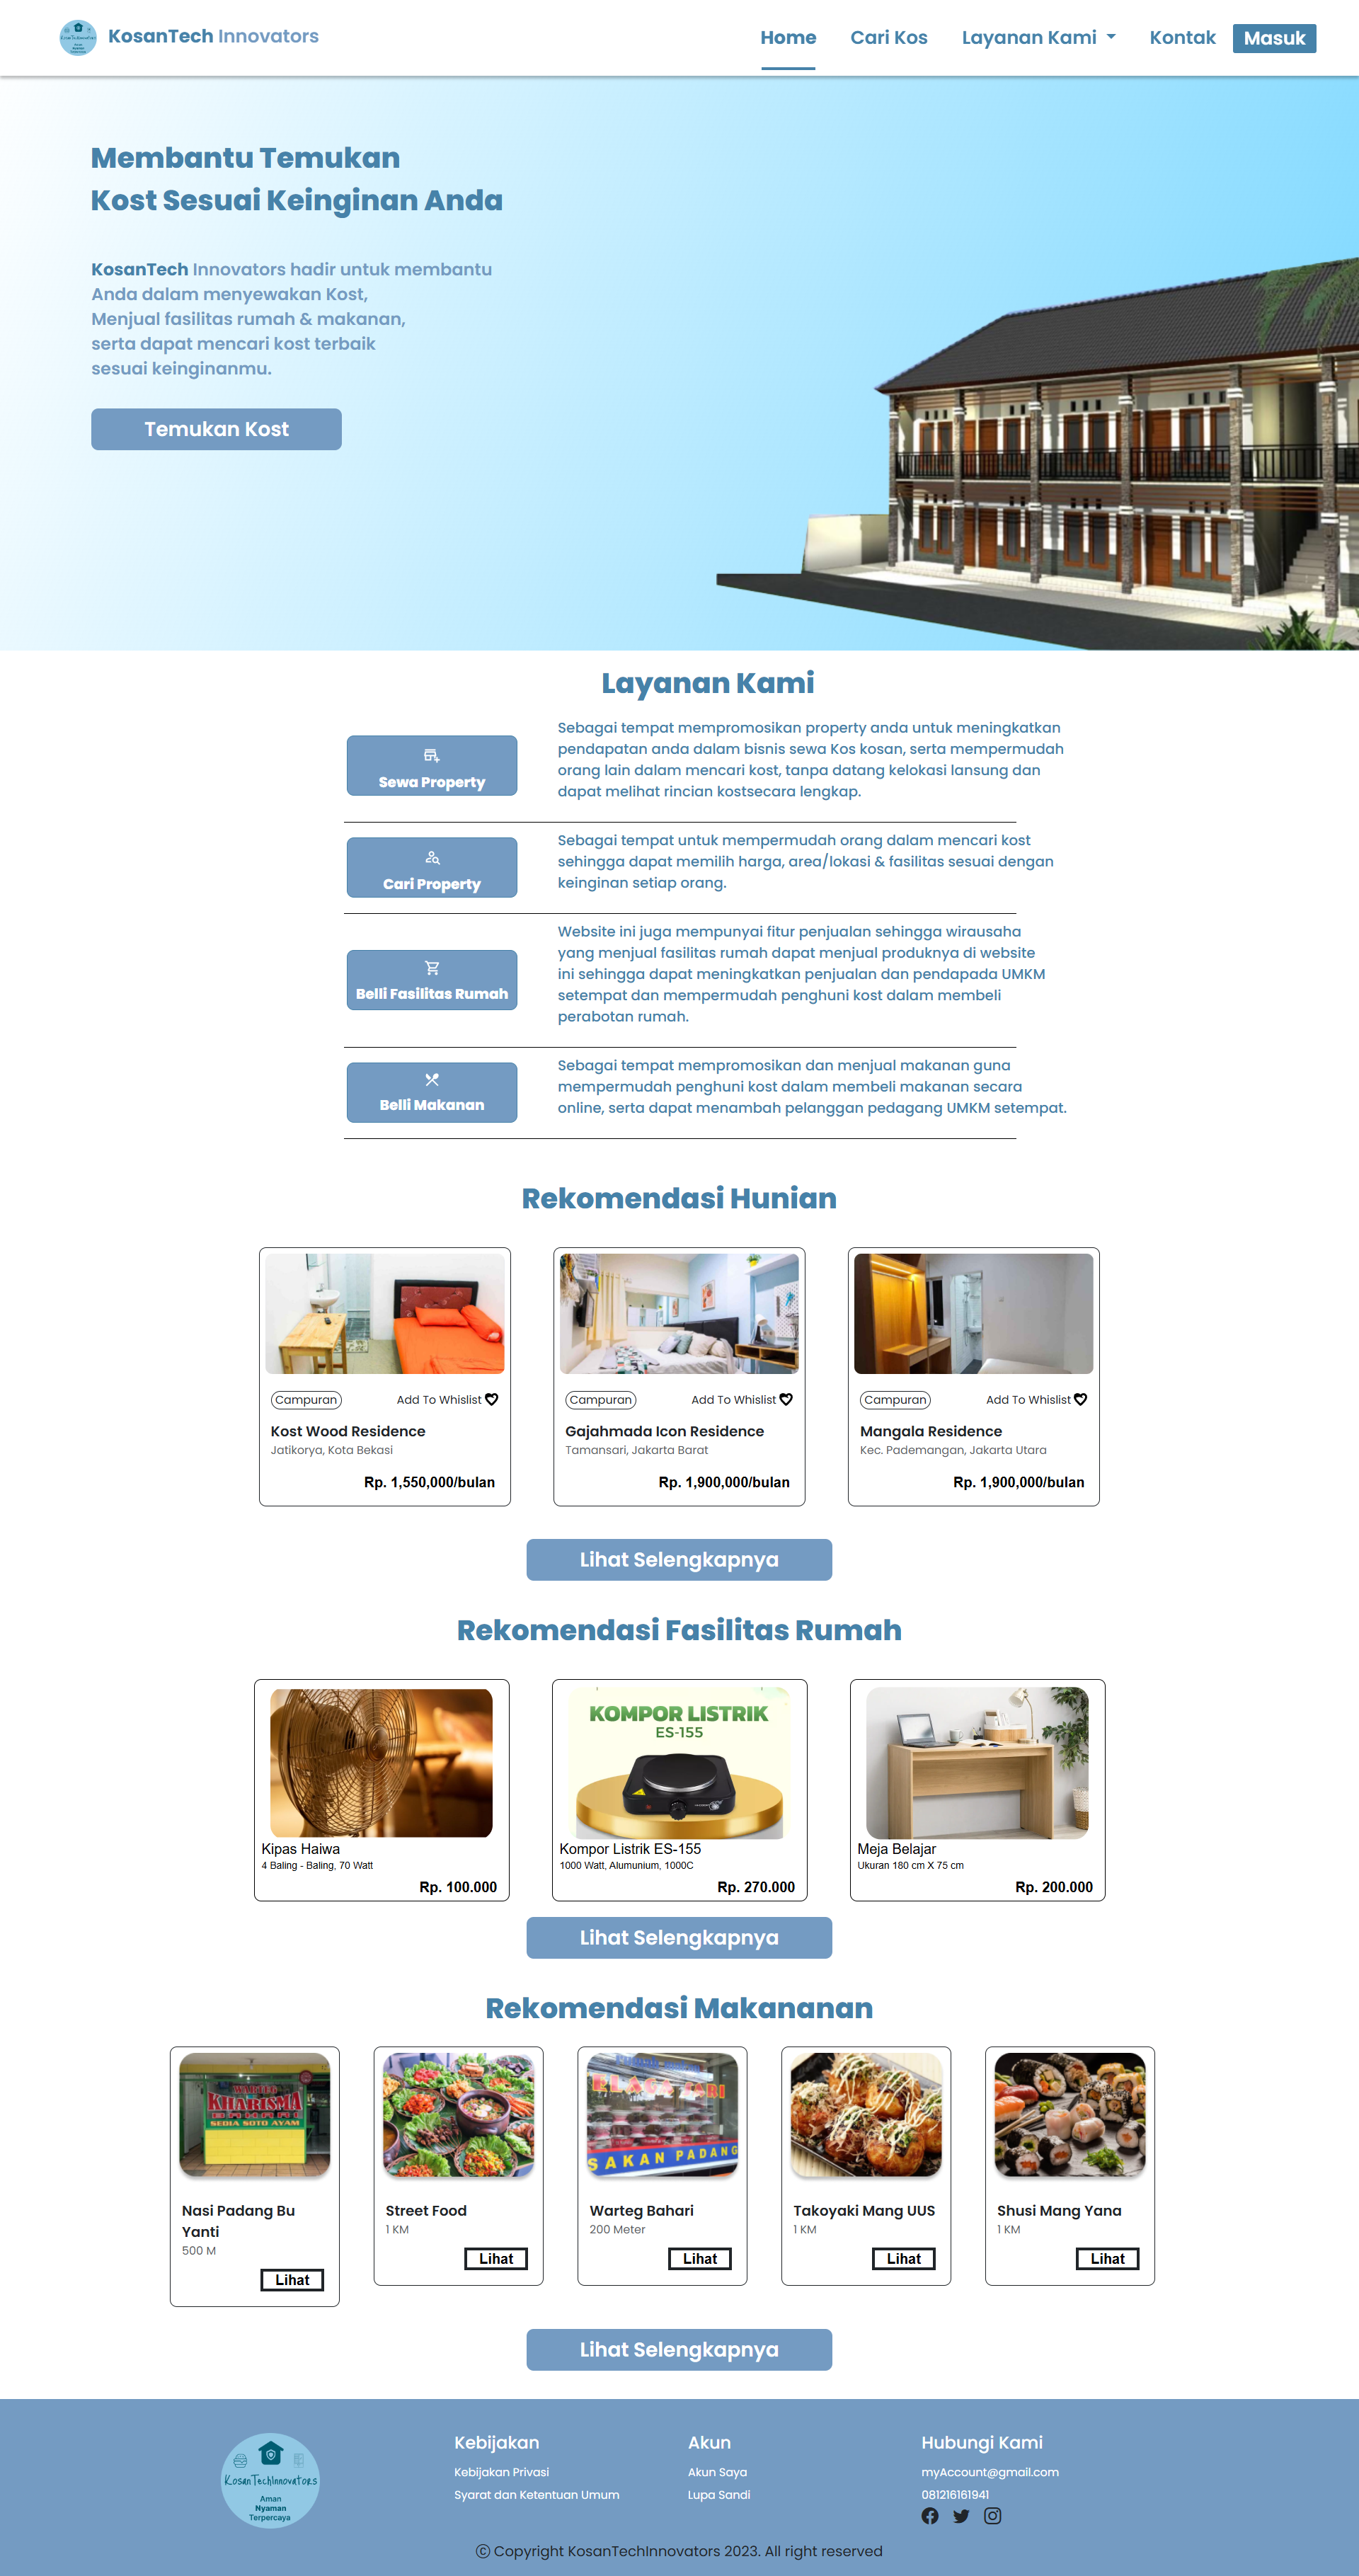 KosanTech Innovators
Home
Cari Kos
Layanan Kami
Kontak
Masuk
Membantu Temukan
Kost Sesuai Keinginan Anda
KosanTech Innovators hadir untuk membantu
Anda dalam menyewakan Kost,
Menjual fasilitas rumah & makanan,
serta dapat mencari kost terbaik
sesuai keinginanmu.
Temukan Kost
Layanan Kami
Sewa Property
Sebagai tempat mempromosikan property anda untuk meningkatkan
pendapatan anda dalam bisnis sewa Kos kosan, serta mempermudah
orang lain dalam mencari kost, tanpa datang kelokasi lansung dan
dapat melihat rincian kostsecara lengkap.
Cari Property
Sebagai tempat untuk mempermudah orang dalam mencari kost
sehingga dapat memilih harga, area/lokasi & fasilitas sesuai dengan
keinginan setiap orang.
Belli Fasilitas Rumah
Website ini juga mempunyai fitur penjualan sehingga wirausaha
yang menjual fasilitas rumah dapat menjual produknya di website
ini sehingga dapat meningkatkan penjualan dan pendapada UMKM
setempat dan mempermudah penghuni kost dalam membeli
perabotan rumah.
Belli Makanan
Sebagai tempat mempromosikan dan menjual makanan guna
mempermudah penghuni kost dalam membeli makanan secara
online, serta dapat menambah pelanggan pedagang UMKM setempat.
Rekomendasi Hunian
Campuran
Add To Whislist
Kost Wood Residence
Jatikorya, Kota Bekasi
Rp. 1,550,000/bulan
Campuran
Add To Whislist
Gajahmada Icon Residence
Tamansari, Jakarta Barat
Rp. 1,900,000/bulan
Campuran
Add To Whislist
Mangala Residence
Kec. Pademangan, Jakarta Utara
Rp. 1,900,000/bulan
Lihat Selengkapnya
Rekomendasi Fasilitas Rumah
Kipas Haiwa
4 Baling - Baling, 70 Watt
Rp. 100.000
KOMPOR LISTRIK
ES-155
Kompor Listrik ES-155
1000 Watt, Alumunium, 1000C
Rp. 270.000
Meja Belajar
Ukuran 180 cm X 75 cm
Rp. 200.000
Lihat Selengkapnya
Rekomendasi Makananan
WARTEG
KHARISMA
BAHARI
SEDIA SOTO AYAM
Nasi Padang Bu
Yanti
500 M
Lihat
Street Food
1 KM
Lihat
SAKAN PADANG
Warteg Bahari
200 Meter
Lihat
Takoyaki Mang UUS
1 KM
Lihat
Shusi Mang Yana
1 KM
Lihat
Lihat Selengkapnya
KosanTechInnovators
Aman
Nyaman
Terpercaya
Kebijakan
Kebijakan Privasi
Syarat dan Ketentuan Umum
Akun
Akun Saya
Lupa Sandi
Hubungi Kami
myAccount@gmail.com
081216161941
© Copyright KosanTechInnovators 2023. All right reserved